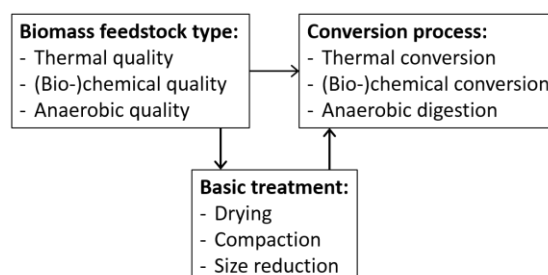 Biomass feedstock type:
- Thermal quality
- (Bio-)chemical quality
- Anaerobic quality
Conversion process:
- Thermal conversion
- (Bio-)chemical conversion
- Anaerobic digestion
Basic treatment:
- Drying
- Compaction
- Size reduction